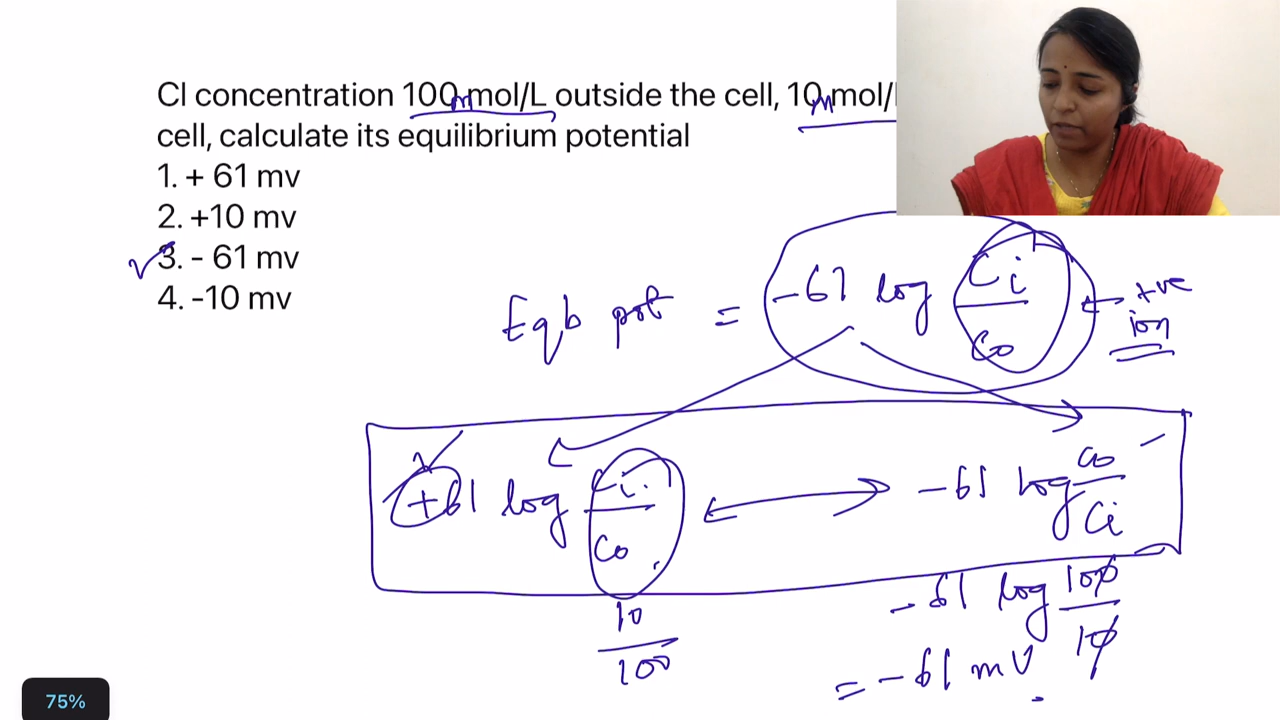 Cl concentration 100 mmol/L outside the cell, 10 mmol/
cell, calculate its equilibrium potential
1. + 61 mv
2. +10 mv
√3. - 61 mv
4. -10 mv
Eqb pot = -61 log Ci/Co ← +ve ion
+61 log Ci/Co ↔ -61 log Co/Ci
10/100
-61 log 100/10
= -61 mV
75%